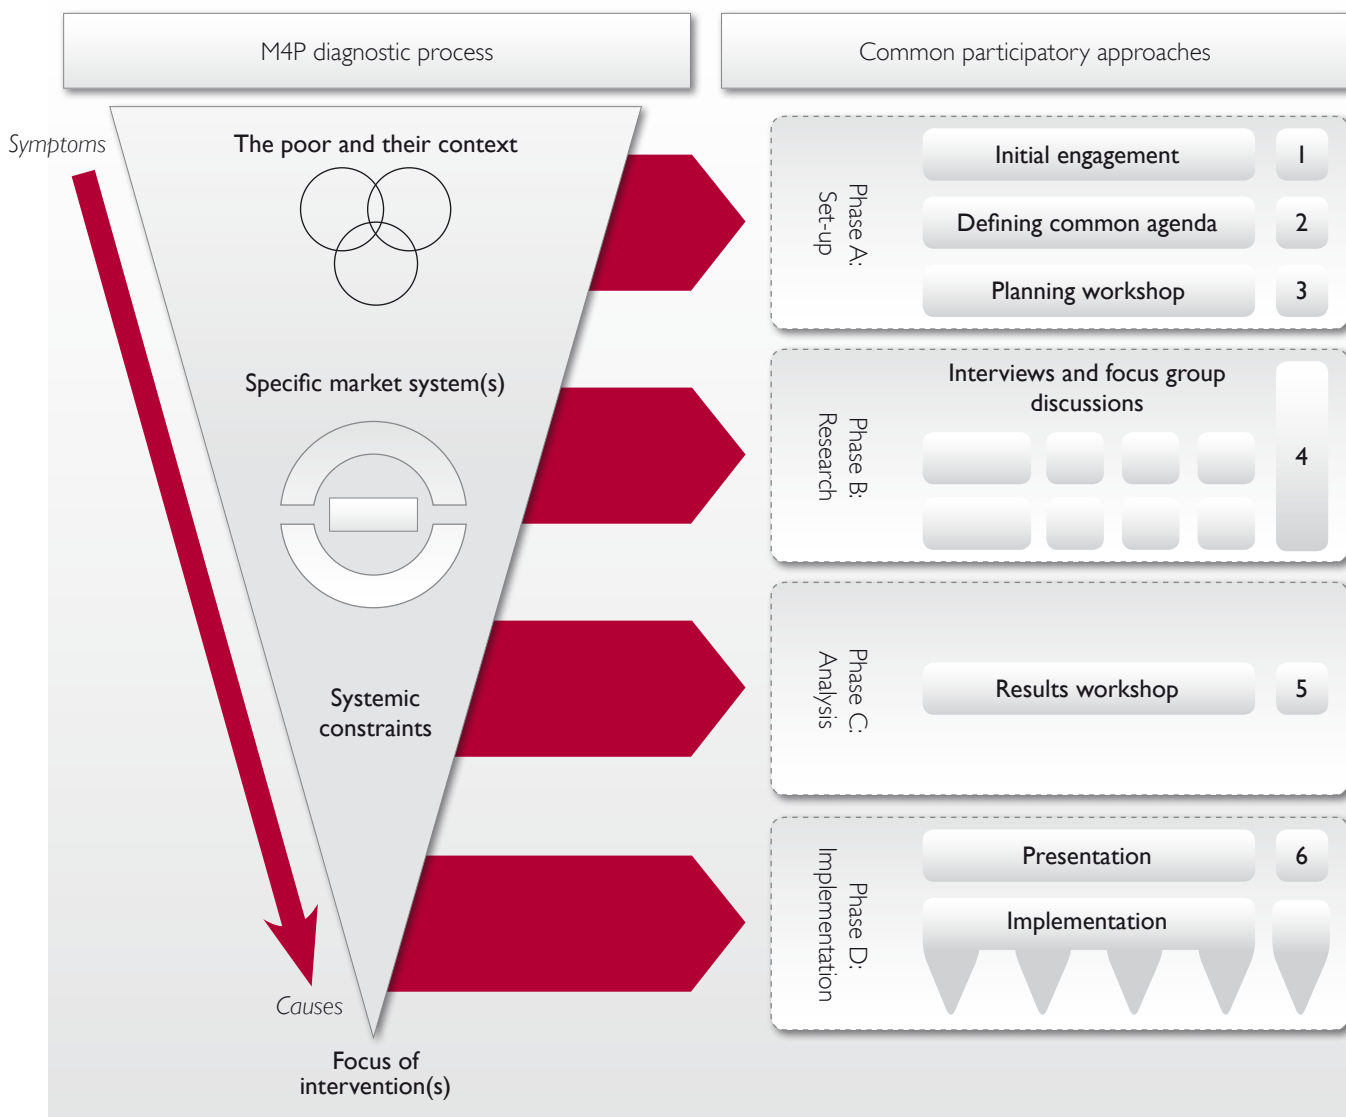 M4P diagnostic process
Common participatory approaches
Symptoms
The poor and their context
Specific market system(s)
Systemic
constraints
Causes
Focus of
intervention(s)
Phase A:
Set-up
Initial engagement
1
Defining common agenda
2
Planning workshop
3
Phase B:
Research
Interviews and focus group
discussions
4
Phase C:
Analysis
Results workshop
5
Phase D:
Implementation
Presentation
6
Implementation